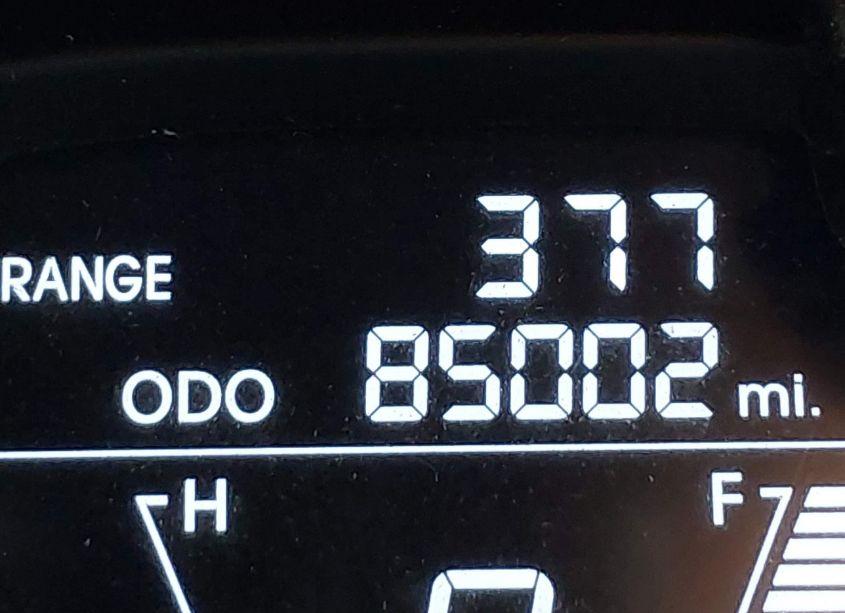 RANGE 377
ODO 85002 mi.
H F